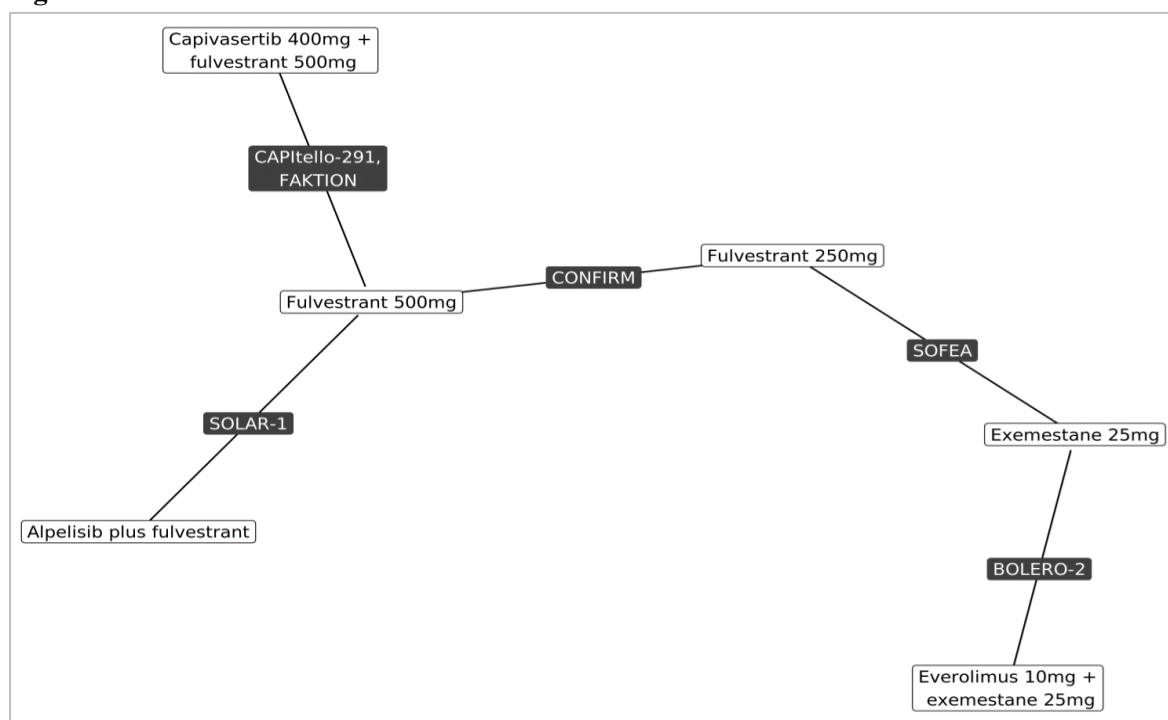 Capivasertib 400mg +
fulvestrant 500mg
CAPItello-291,
FAKTION
Fulvestrant 250mg
CONFIRM
Fulvestrant 500mg
SOFEA
SOLAR-1
Exemestane 25mg
Alpelisib plus fulvestrant
BOLERO-2
Everolimus 10mg +
exemestane 25mg